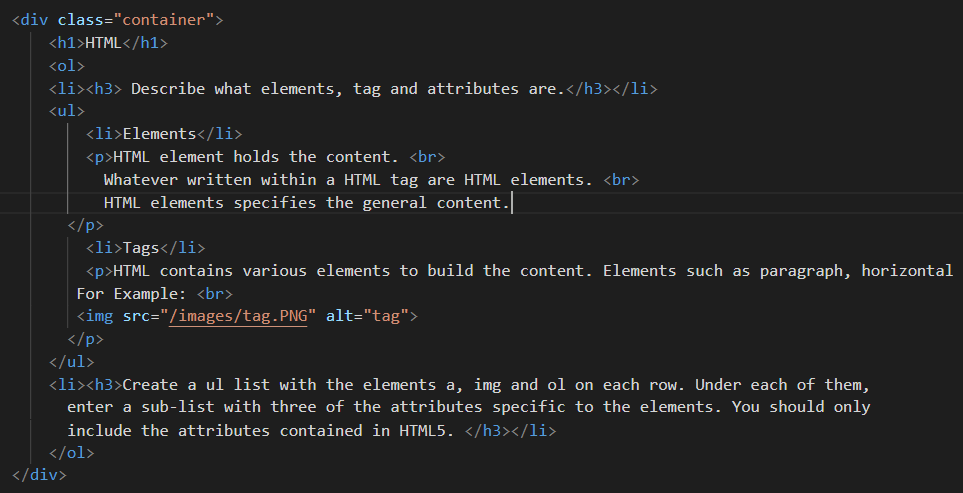 <div class="container">
<h1>HTML</h1>
<ol>
<li><h3> Describe what elements, tag and attributes are.</h3></li>
<ul>
<li>Elements</li>
<p>HTML element holds the content. <br>
Whatever written within a HTML tag are HTML elements. <br>
HTML elements specifies the general content.
</p>
<li>Tags</li>
<p>HTML contains various elements to build the content. Elements such as paragraph, horizontal
For Example: <br>
<img src="/images/tag.PNG" alt="tag">
</p>
</ul>
<li><h3>Create a ul list with the elements a, img and ol on each row. Under each of them,
enter a sub-list with three of the attributes specific to the elements. You should only
include the attributes contained in HTML5. </h3></li>
</ol>
</div>